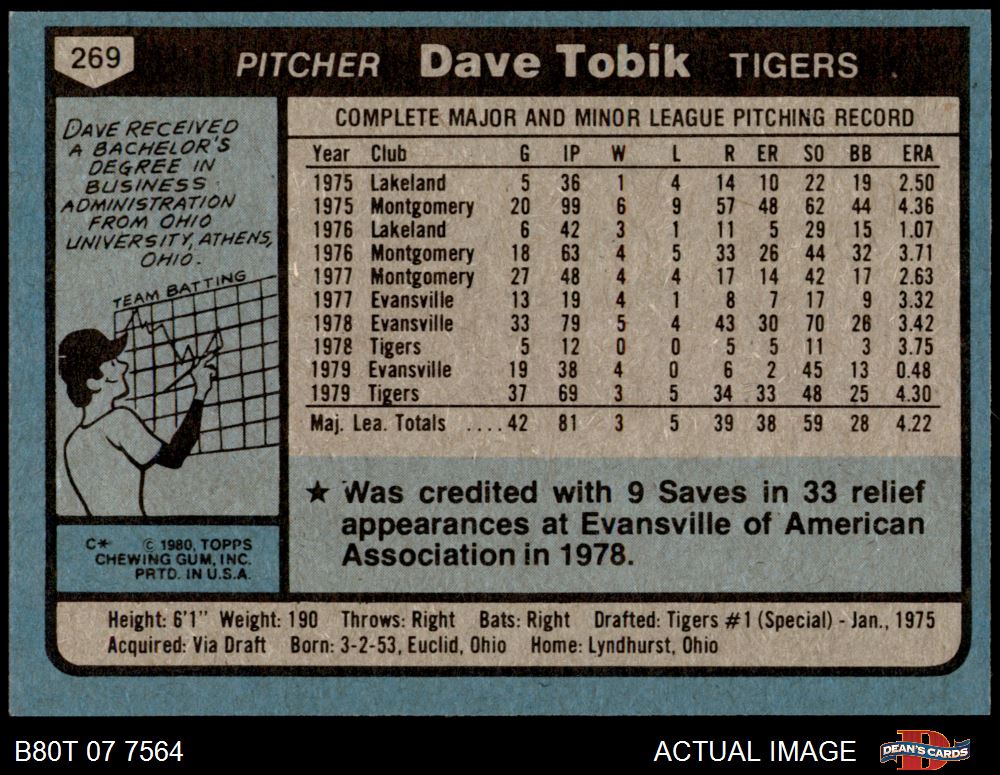 269
PITCHER Dave Tobik TIGERS
DAVE RECEIVED
A BACHELOR'S
DEGREE IN
BUSINESS
ADMINISTRATION
FROM OHIO
UNIVERSITY, ATHENS,
OHIO.
TEAM BATTING
C* © 1980, TOPPS
CHEWING GUM, INC.
PRTD. IN U.S.A.
COMPLETE MAJOR AND MINOR LEAGUE PITCHING RECORD
Year Club G IP W L R ER SO BB ERA
1975 Lakeland 5 36 1 4 14 10 22 19 2.50
1975 Montgomery 20 99 6 9 57 48 62 44 4.36
1976 Lakeland 6 42 3 1 11 5 29 15 1.07
1976 Montgomery 18 63 4 5 33 26 44 32 3.71
1977 Montgomery 27 48 4 4 17 14 42 17 2.63
1977 Evansville 13 19 4 1 8 7 17 9 3.32
1978 Evansville 33 79 5 4 43 30 70 26 3.42
1978 Tigers 5 12 0 0 5 5 11 3 3.75
1979 Evansville 19 38 4 0 6 2 45 13 0.48
1979 Tigers 37 69 3 5 34 33 48 25 4.30
Maj. Lea. Totals ....42 81 3 5 39 38 59 28 4.22
★ Was credited with 9 Saves in 33 relief
appearances at Evansville of American
Association in 1978.
Height: 6'1" Weight: 190 Throws: Right Bats: Right Drafted: Tigers #1 (Special) - Jan., 1975
Acquired: Via Draft Born: 3-2-53, Euclid, Ohio Home: Lyndhurst, Ohio
B80T 07 7564 ACTUAL IMAGE DEAN'S CARDS